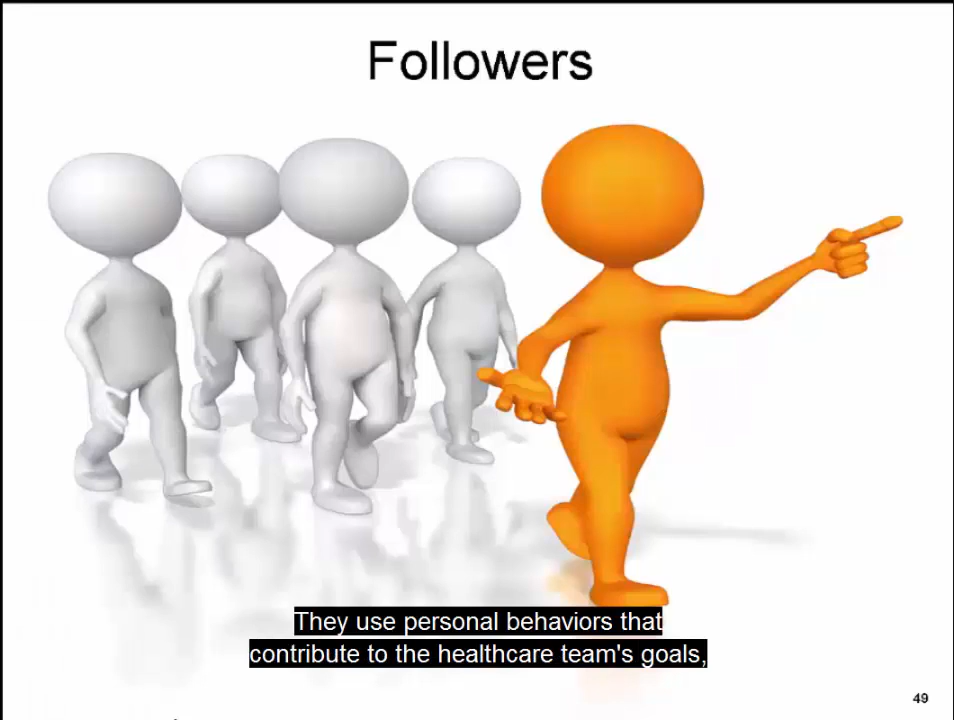 Followers
They use personal behaviors that
contribute to the healthcare team's goals,
49